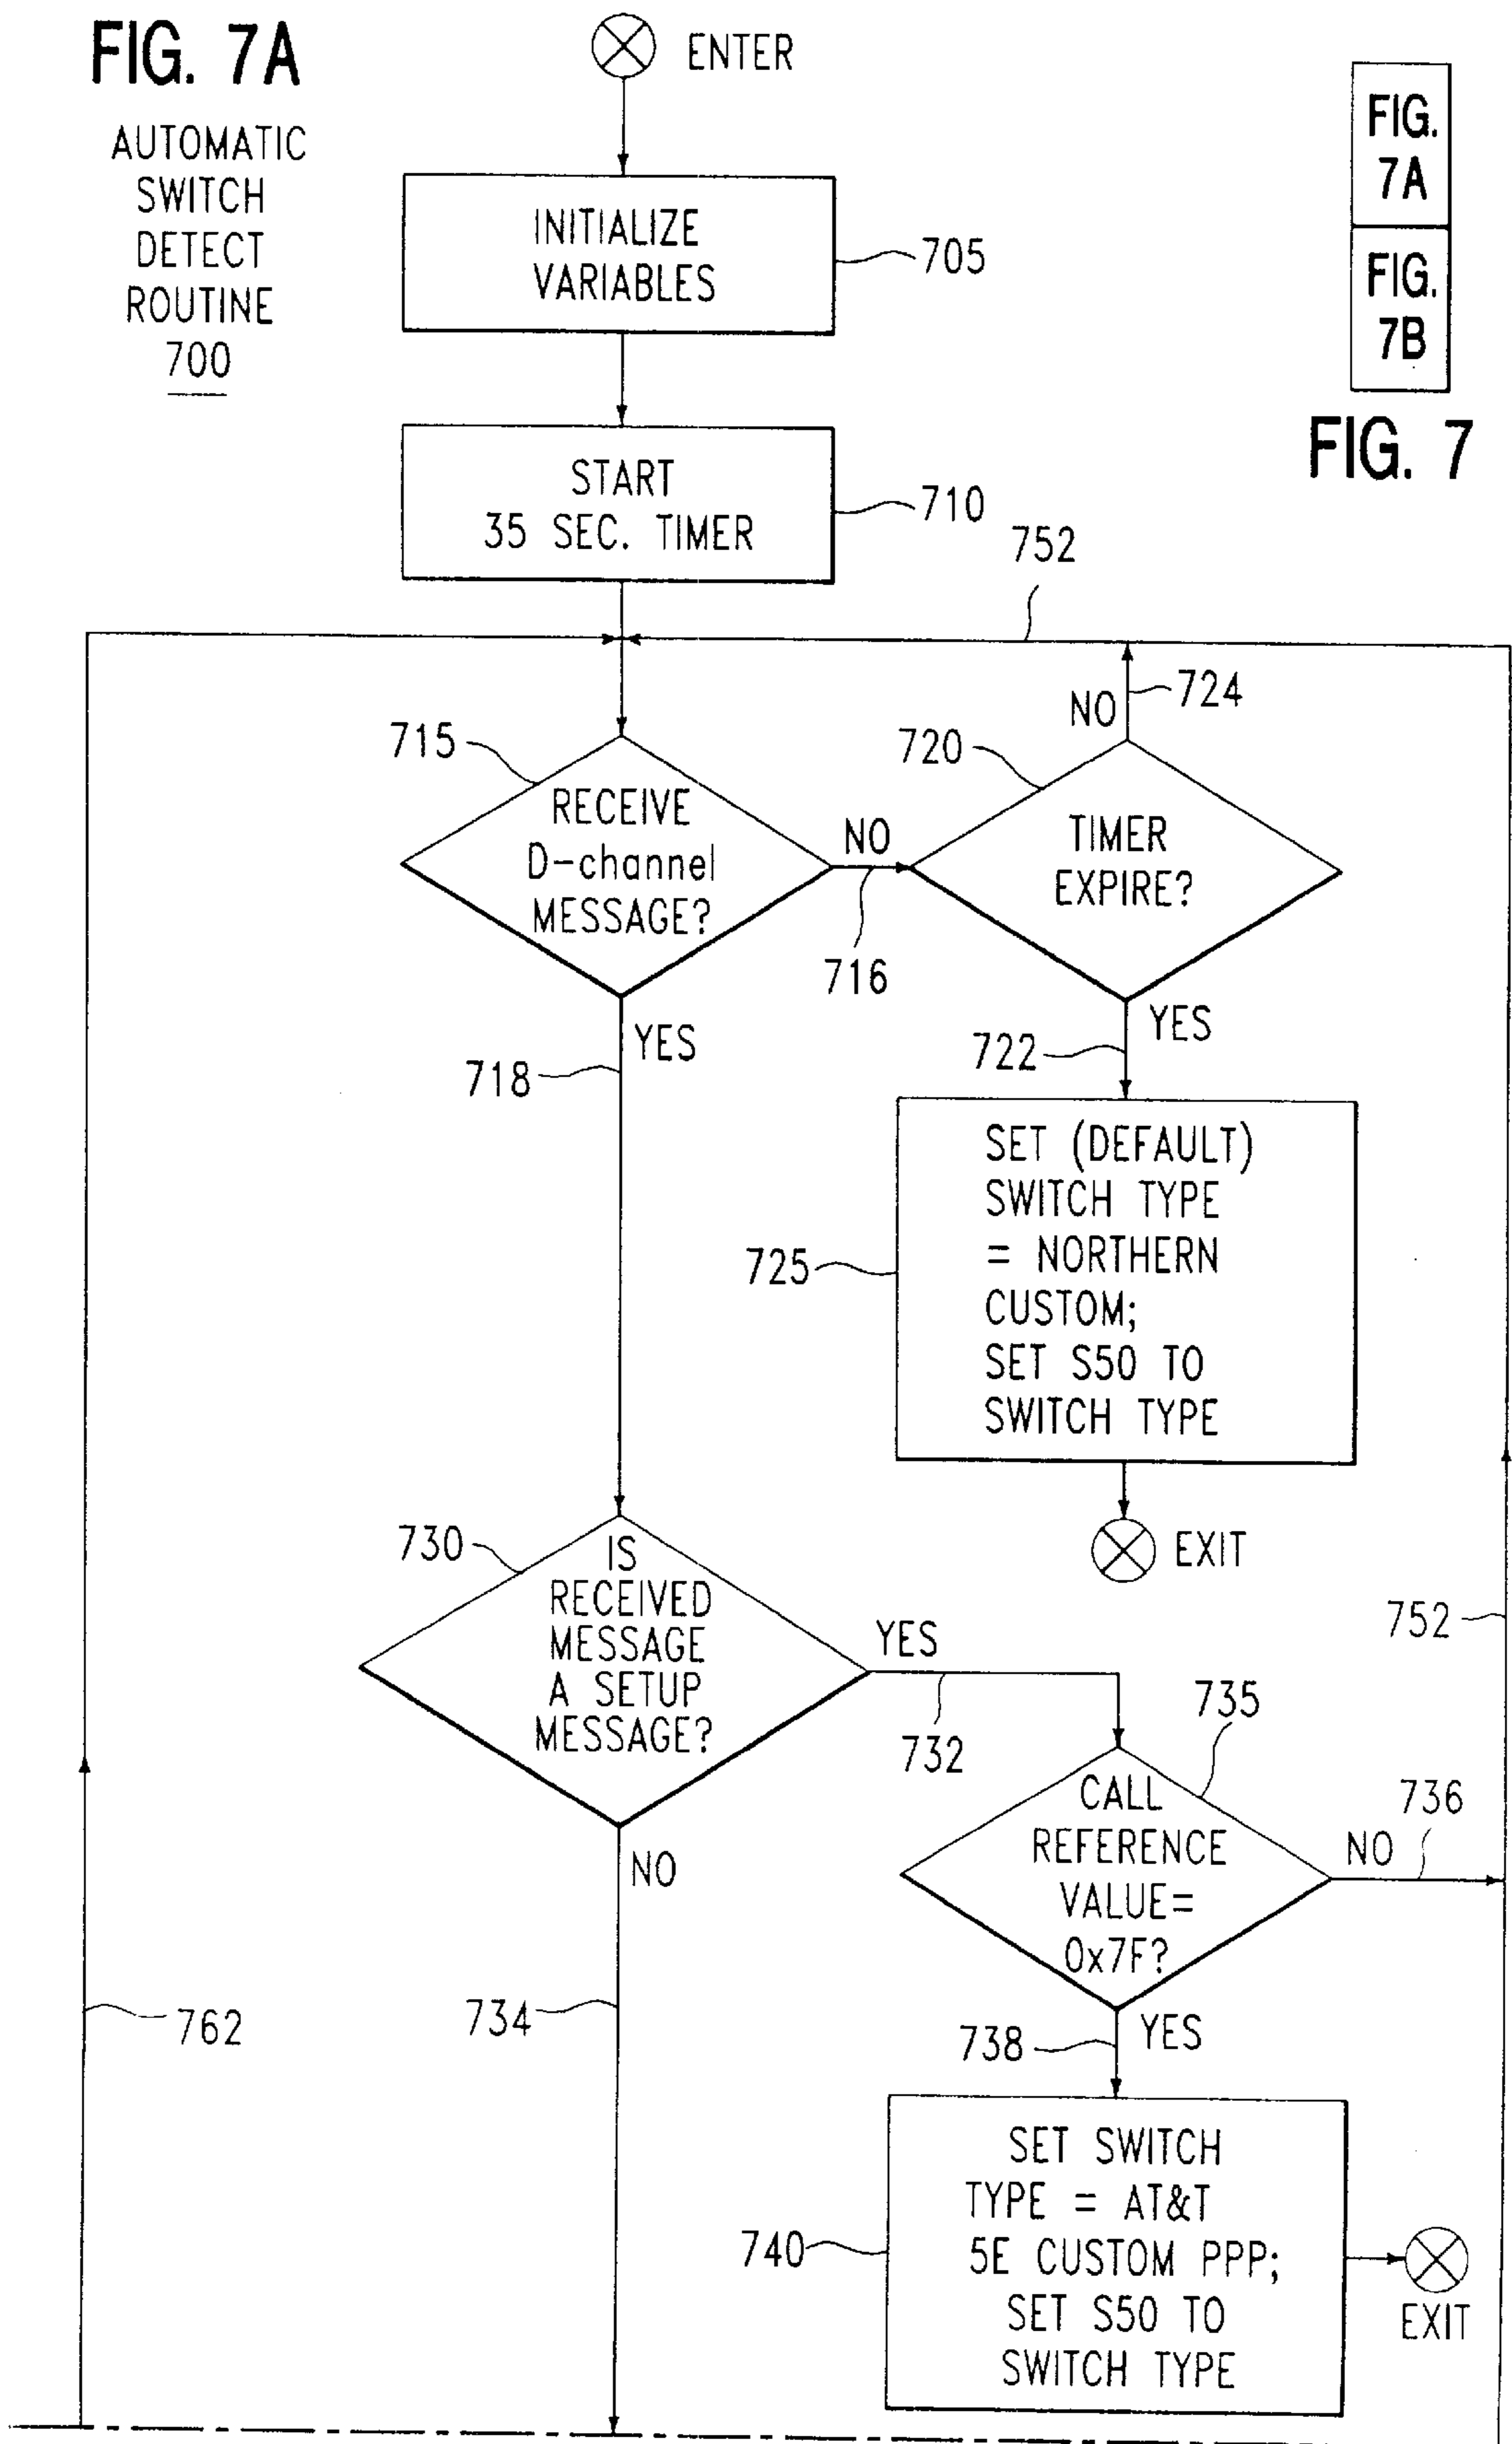 FIG. 7A
AUTOMATIC
SWITCH
DETECT
ROUTINE
700
ENTER
FIG.
7A
FIG.
7B
FIG. 7
INITIALIZE
VARIABLES
705
START
35 SEC. TIMER
710
752
724
NO
715
RECEIVE
D-channel
MESSAGE?
NO
716
720
TIMER
EXPIRE?
YES
718
722
YES
725
SET (DEFAULT)
SWITCH TYPE
= NORTHERN
CUSTOM;
SET S50 TO
SWITCH TYPE
EXIT
730
IS
RECEIVED
MESSAGE
A SETUP
MESSAGE?
YES
732
752
735
CALL
REFERENCE
VALUE=
0x7F?
NO
736
NO
734
762
738
YES
740
SET SWITCH
TYPE = AT&T
5E CUSTOM PPP;
SET S50 TO
SWITCH TYPE
EXIT